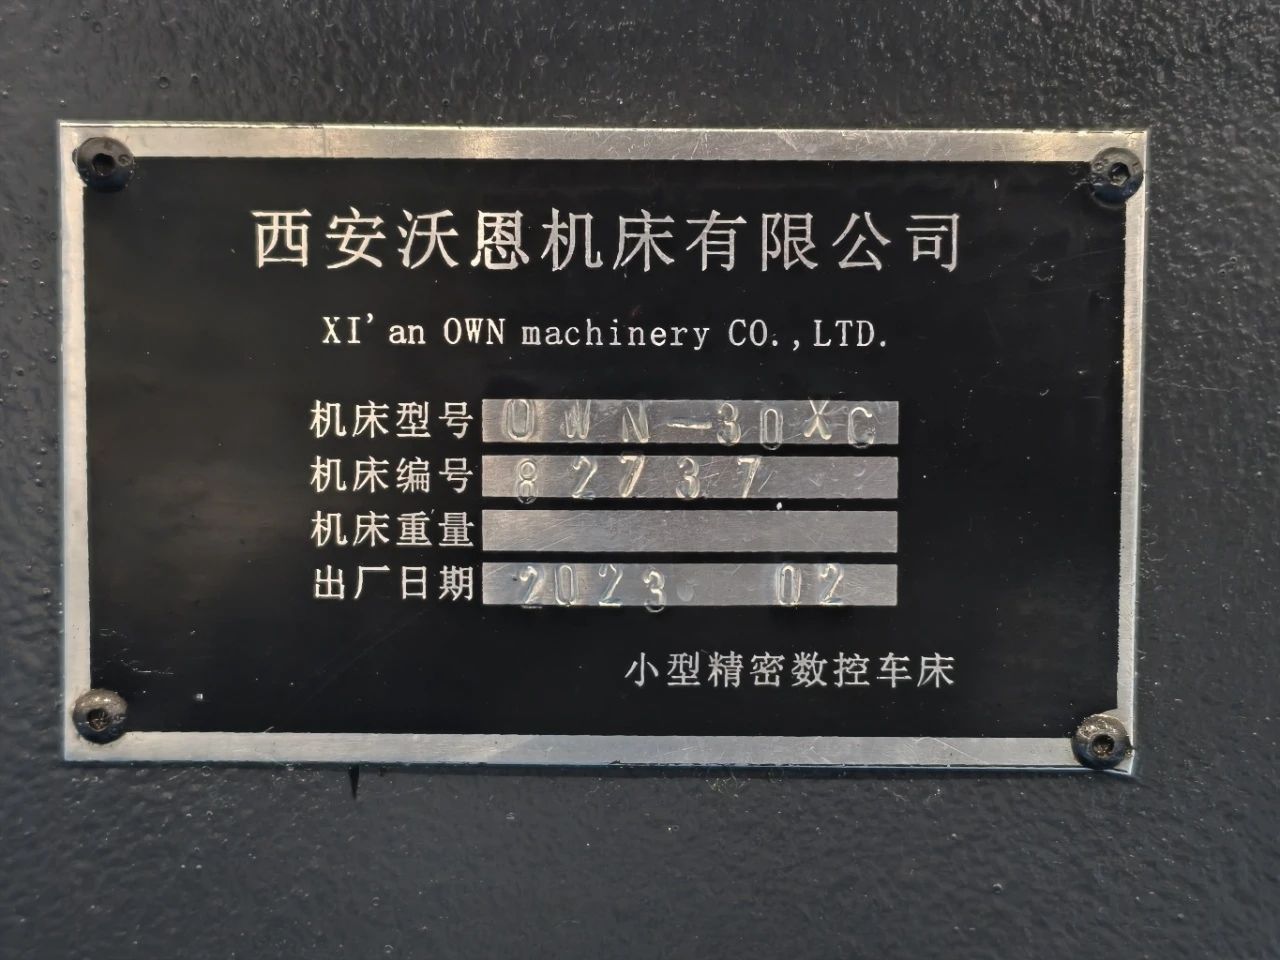 西安沃恩机床有限公司
XI'an OWN machinery CO.,LTD.
机床型号 OWN-30XC
机床编号 82737
机床重量
出厂日期 2023 02
小型精密数控车床